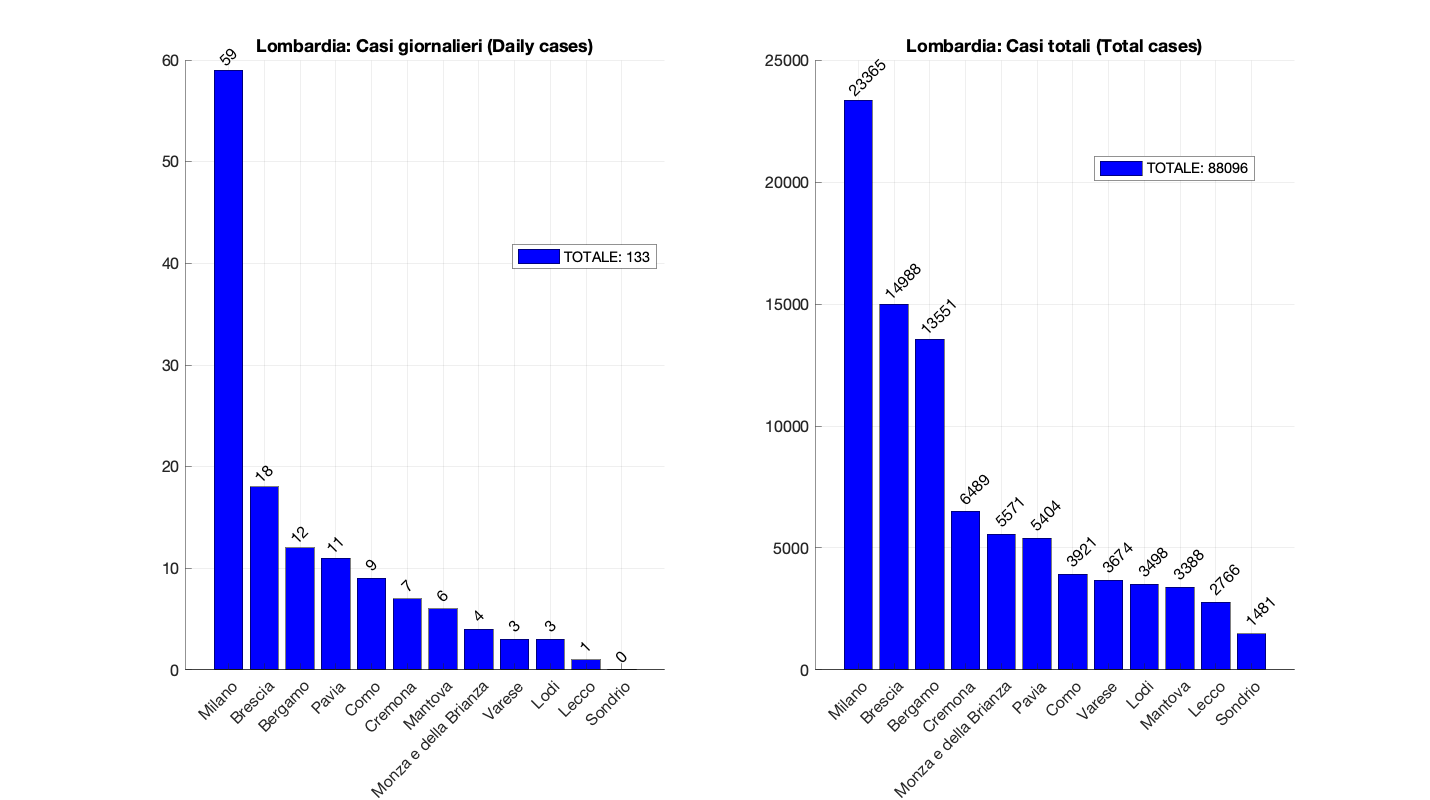 Lombardia: Casi giornalieri (Daily cases)
60
50
40
30
20
10
0
59
18
12
11
9
7
6
4
3
3
1
0
TOTALE: 133
Milano
Brescia
Bergamo
Pavia
Como
Cremona
Mantova
Monza e della Brianza
Varese
Lodi
Lecco
Sondrio
Lombardia: Casi totali (Total cases)
25000
20000
15000
10000
5000
0
23365
14988
13551
6489
5571
5404
3921
3674
3498
3388
2766
1481
TOTALE: 88096
Milano
Brescia
Bergamo
Cremona
Monza e della Brianza
Pavia
Como
Varese
Lodi
Mantova
Lecco
Sondrio